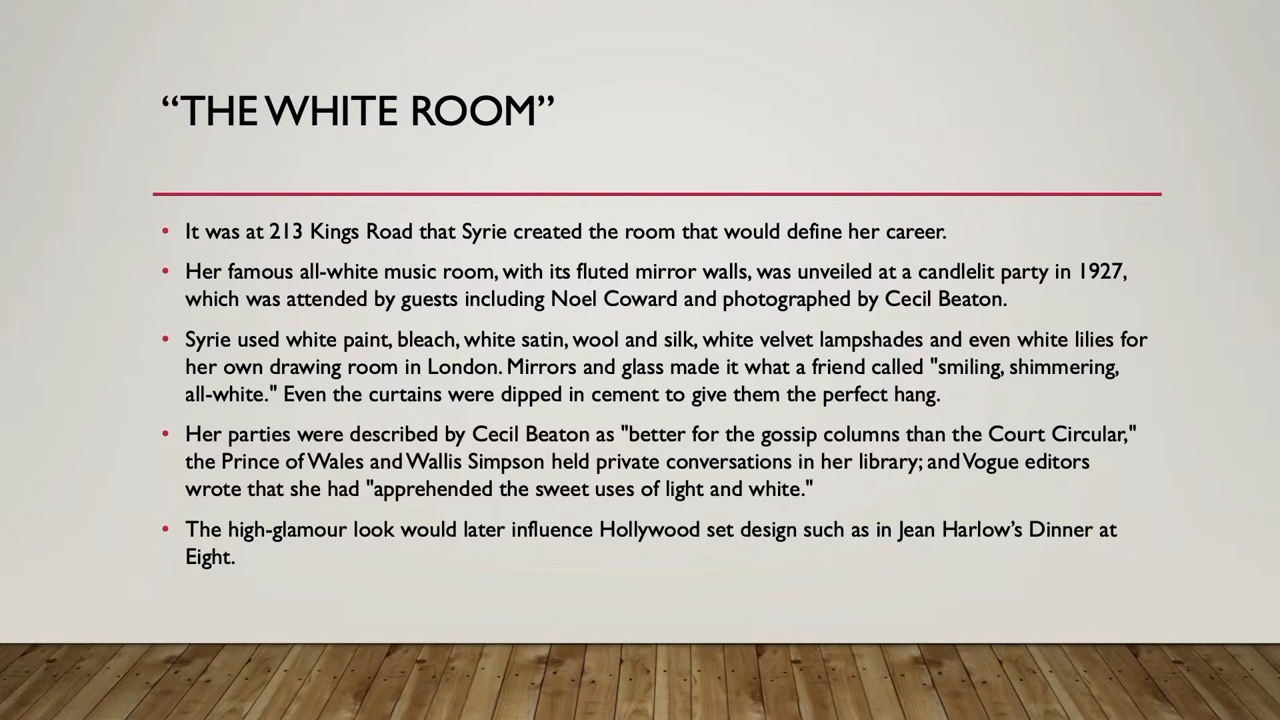 “THE WHITE ROOM”
• It was at 213 Kings Road that Syrie created the room that would define her career.
• Her famous all-white music room, with its fluted mirror walls, was unveiled at a candlelit party in 1927,
which was attended by guests including Noel Coward and photographed by Cecil Beaton.
• Syrie used white paint, bleach, white satin, wool and silk, white velvet lampshades and even white lilies for
her own drawing room in London. Mirrors and glass made it what a friend called "smiling, shimmering,
all-white." Even the curtains were dipped in cement to give them the perfect hang.
• Her parties were described by Cecil Beaton as "better for the gossip columns than the Court Circular,"
the Prince of Wales and Wallis Simpson held private conversations in her library; and Vogue editors
wrote that she had "apprehended the sweet uses of light and white."
• The high-glamour look would later influence Hollywood set design such as in Jean Harlow’s Dinner at
Eight.